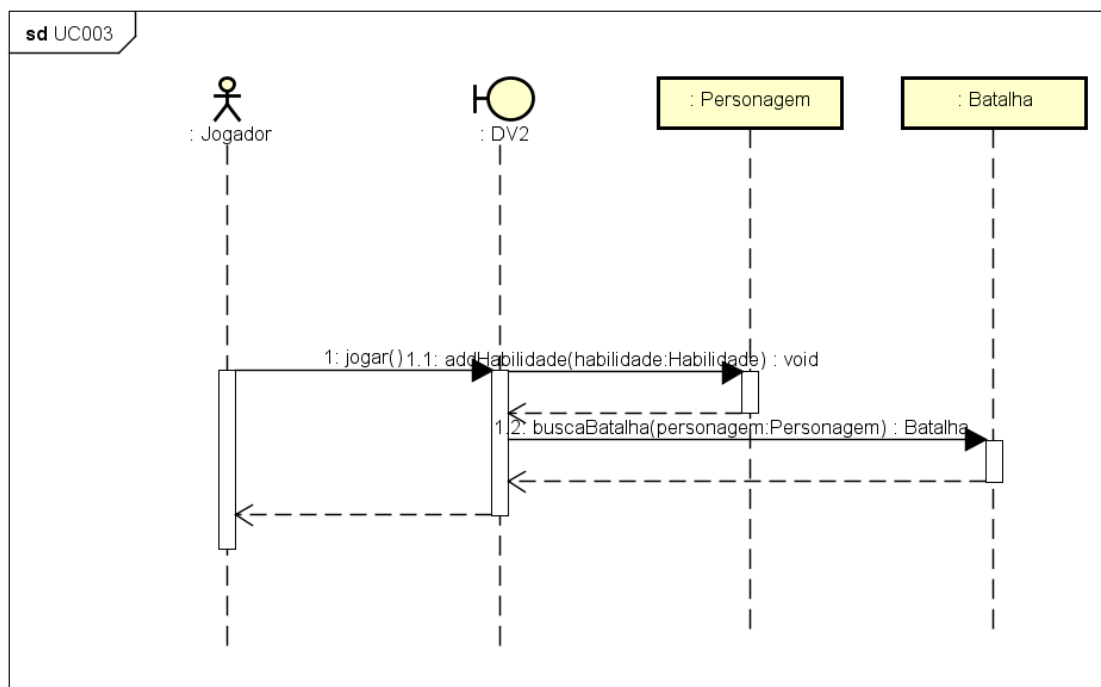 sd UC003
: Jogador
: DV2
: Personagem
: Batalha
1: jogar()
1.1: addHabilidade(habilidade:Habilidade) : void
1.2: buscaBatalha(personagem:Personagem) : Batalha